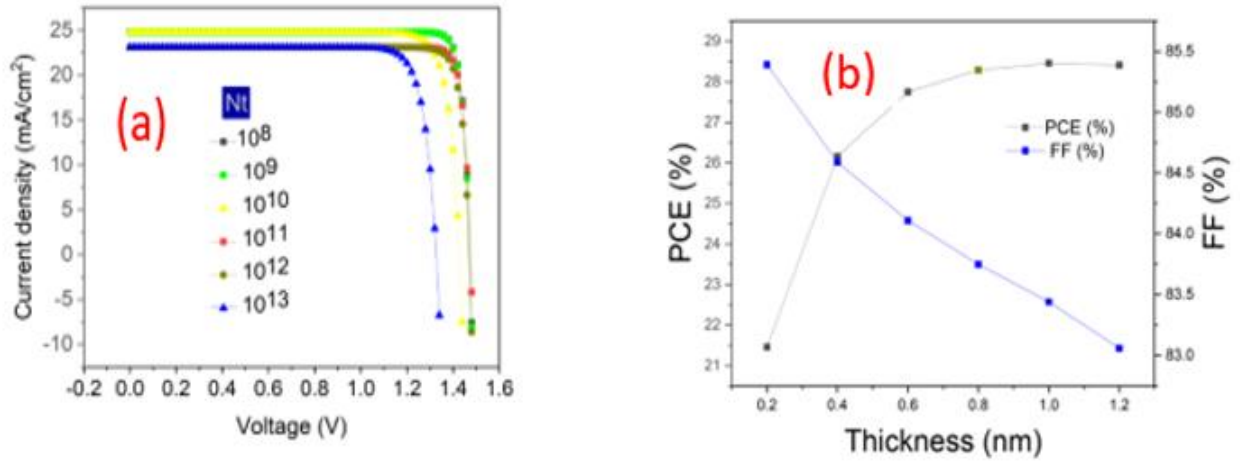 (a)
Current density (mA/cm²)
25
20
15
10
5
0
-5
-10
Nt
10⁸
10⁹
10¹⁰
10¹¹
10¹²
10¹³
-0.2 0.0 0.2 0.4 0.6 0.8 1.0 1.2 1.4 1.6
Voltage (V)
(b)
PCE (%)
29
28
27
26
25
24
23
22
21
PCE (%)
FF (%)
85.5
85.0
84.5
84.0
83.5
83.0
FF (%)
0.2 0.4 0.6 0.8 1.0 1.2
Thickness (nm)